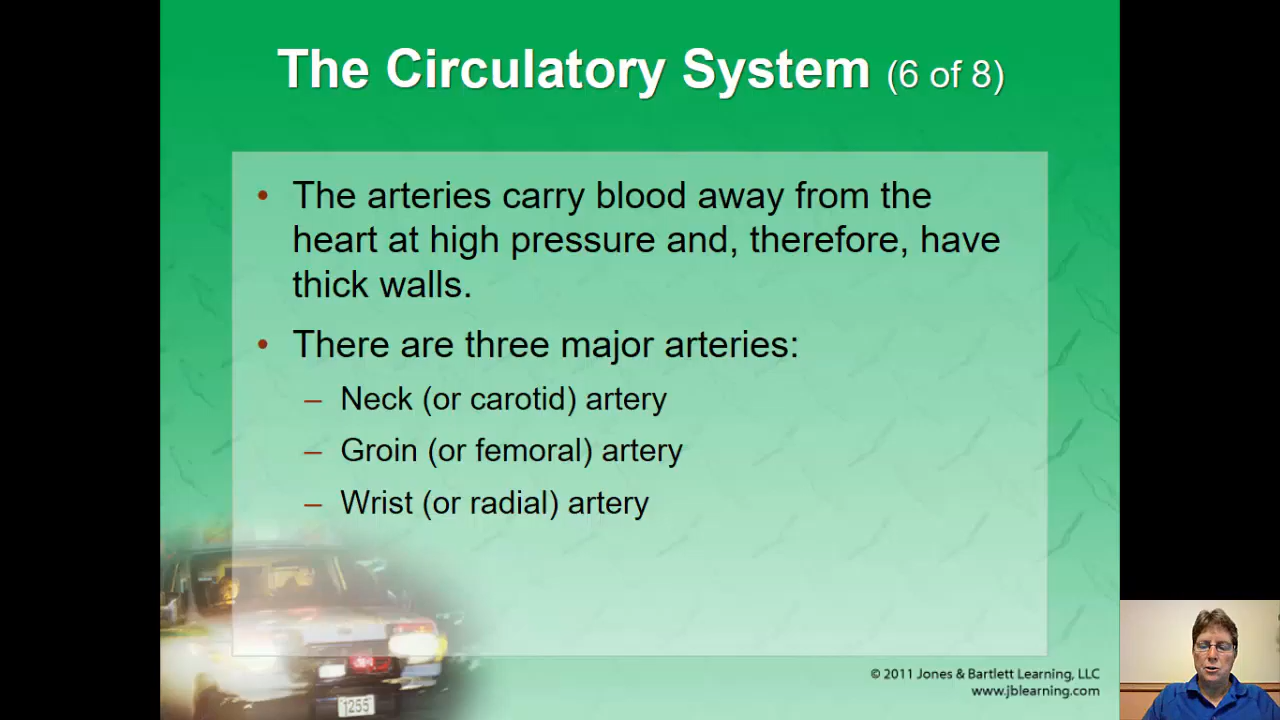 The Circulatory System (6 of 8)
• The arteries carry blood away from the
heart at high pressure and, therefore, have
thick walls.
• There are three major arteries:
– Neck (or carotid) artery
– Groin (or femoral) artery
– Wrist (or radial) artery
1255
© 2011 Jones & Bartlett Learning, LLC
www.jblearning.com